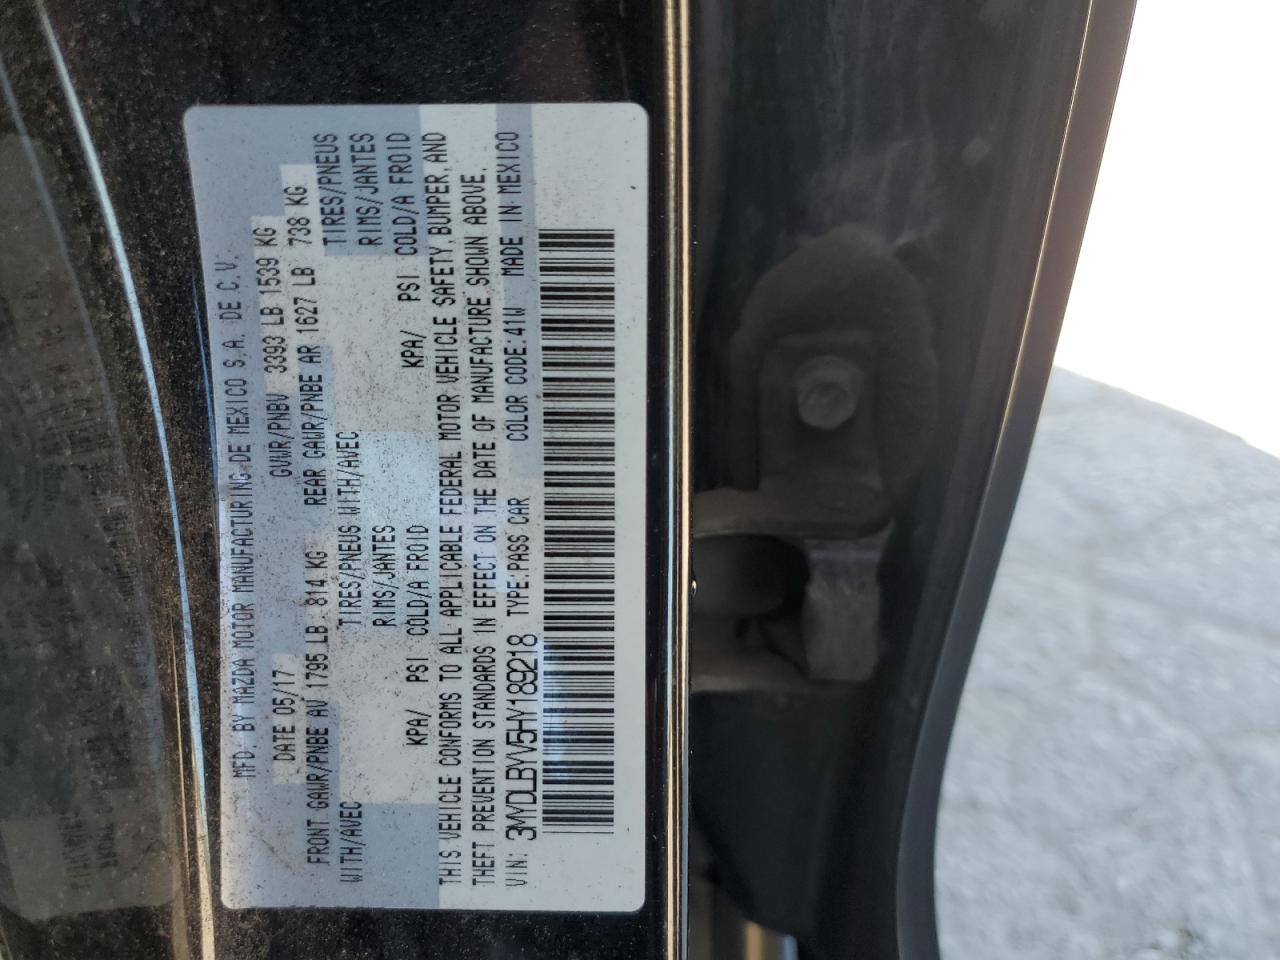 MFD. BY MAZDA MOTOR MANUFACTURING DE MEXICO S.A. DE C.V.
DATE 05/17 GVWR/PNBV 3393 LB 1539 KG
FRONT GAWR/PNBE AV 1795 LB 814 KG REAR GAWR/PNBE AR 1627 LB 738 KG
WITH/AVEC TIRES/PNEUS WITH/AVEC TIRES/PNEUS
RIMS/JANTES RIMS/JANTES
KPA/ PSI COLD/A FROID KPA/ PSI COLD/A FROID
THIS VEHICLE CONFORMS TO ALL APPLICABLE FEDERAL MOTOR VEHICLE SAFETY, BUMPER, AND
THEFT PREVENTION STANDARDS IN EFFECT ON THE DATE OF MANUFACTURE SHOWN ABOVE.
VIN: 3MYDLBYV5HY189218 TYPE:PASS CAR COLOR CODE:41W MADE IN MEXICO